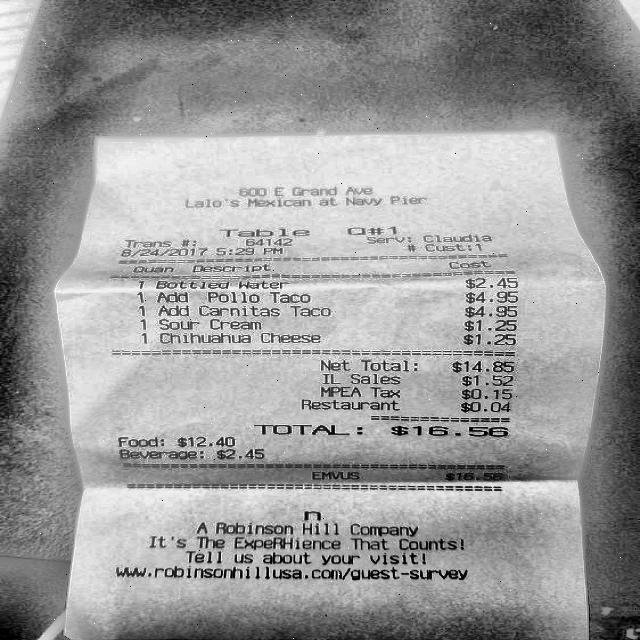 600 E Grand Ave
Lalo's Mexican at Navy Pier
Table Q#1
Trans #: 64142 Serv: Claudia
8/24/2017 5:29 PM # Cust:1
Quan Descript. Cost
1 Bottled Water $2.45
1 Add Pollo Taco $4.95
1 Add Carnitas Taco $4.95
1 Sour Cream $1.25
1 Chihuahua Cheese $1.25
Net Total: $14.85
IL Sales $1.52
MPEA Tax $0.15
Restaurant $0.04
TOTAL: $16.56
Food: $12.40
Beverage: $2.45
EMVUS $16.56
n
A Robinson Hill Company
It's The ExpeRHience That Counts!
Tell us about your visit!
www.robinsonhillusa.com/guest-survey